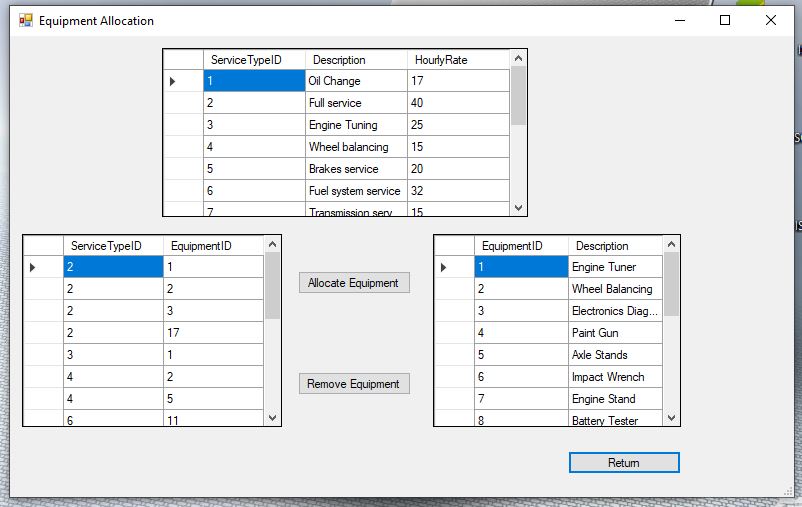 Equipment Allocation
ServiceTypeID Description HourlyRate
1 Oil Change 17
2 Full service 40
3 Engine Tuning 25
4 Wheel balancing 15
5 Brakes service 20
6 Fuel system service 32
7 Transmission serv 15
ServiceTypeID EquipmentID
2 1
2 2
2 3
2 17
3 1
4 2
4 5
6 11
Allocate Equipment
Remove Equipment
EquipmentID Description
1 Engine Tuner
2 Wheel Balancing
3 Electronics Diag...
4 Paint Gun
5 Axle Stands
6 Impact Wrench
7 Engine Stand
8 Battery Tester
Return